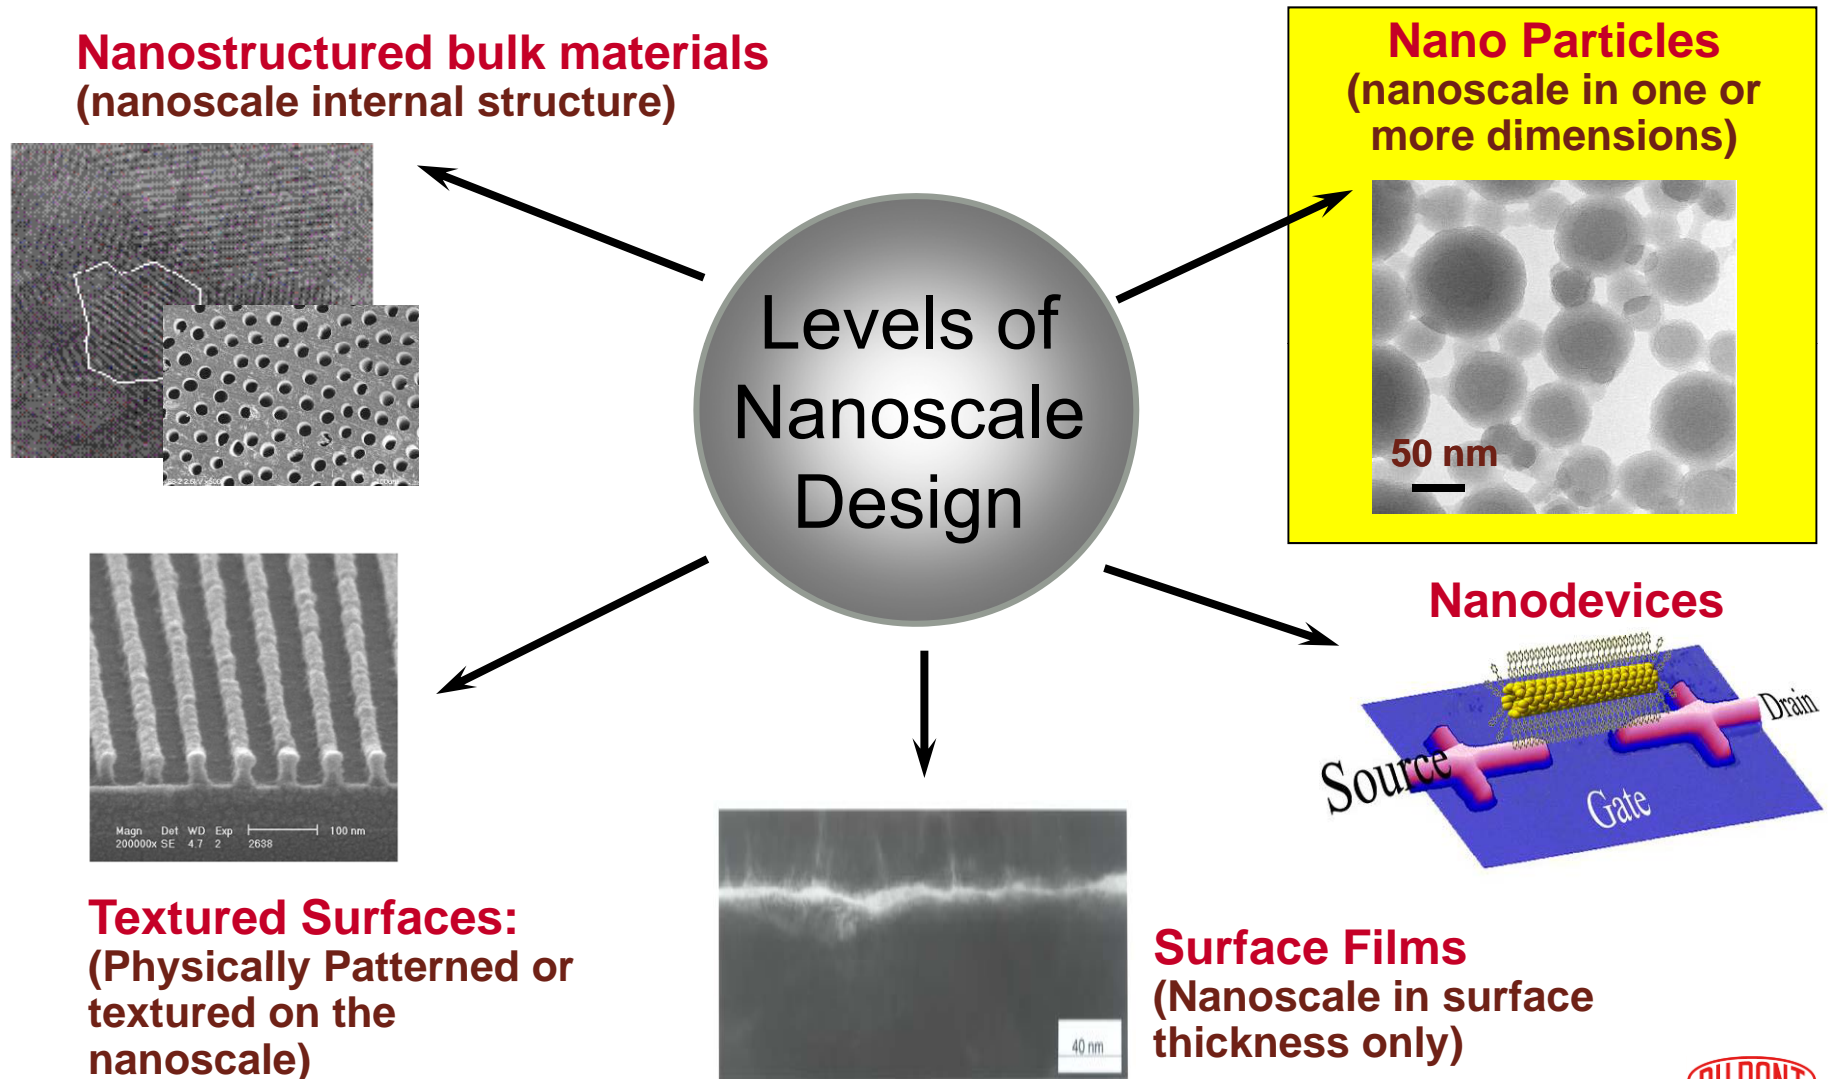 Nanostructured bulk materials
(nanoscale internal structure)
Nano Particles
(nanoscale in one or
more dimensions)
50 nm
Levels of
Nanoscale
Design
Magn Det WD Exp 100 nm
200000x SE 4.7 2 2638
Nanodevices
Source
Drain
Gate
Textured Surfaces:
(Physically Patterned or
textured on the
nanoscale)
40 nm
Surface Films
(Nanoscale in surface
thickness only)